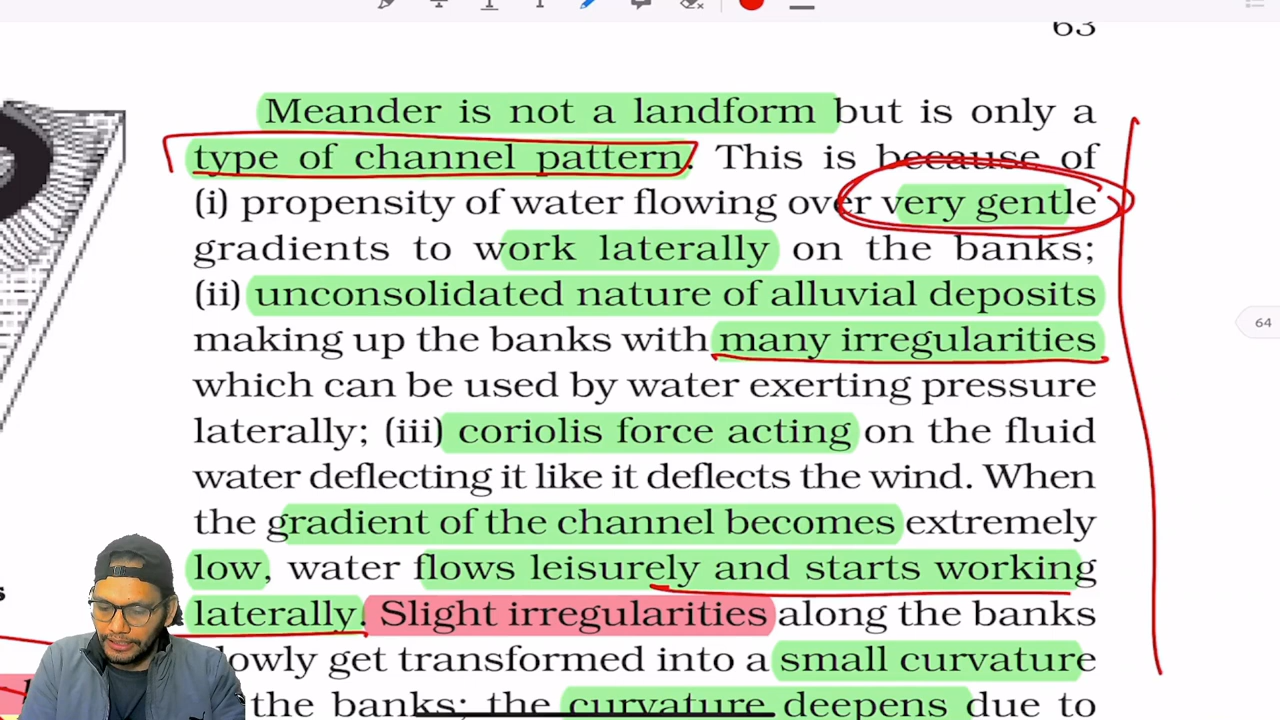 63
Meander is not a landform but is only a
type of channel pattern. This is because of
(i) propensity of water flowing over very gentle
gradients to work laterally on the banks;
(ii) unconsolidated nature of alluvial deposits
making up the banks with many irregularities
which can be used by water exerting pressure
laterally; (iii) coriolis force acting on the fluid
water deflecting it like it deflects the wind. When
the gradient of the channel becomes extremely
low, water flows leisurely and starts working
laterally. Slight irregularities along the banks
lowly get transformed into a small curvature
the banks; the curvature deepens due to
64